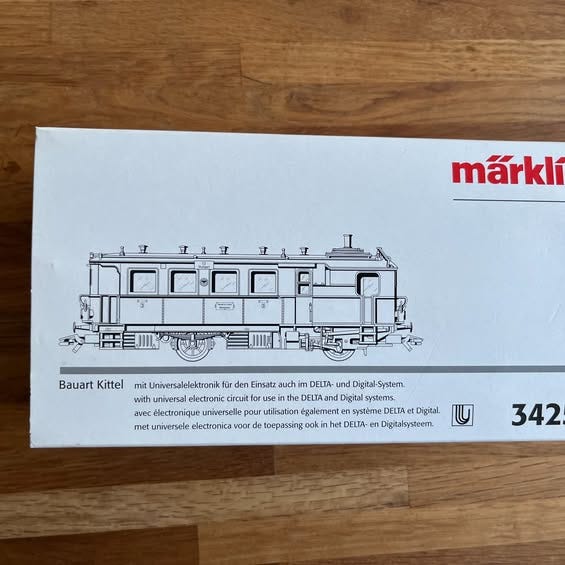 märkli
Bauart Kittel
mit Universalelektronik für den Einsatz auch im DELTA- und Digital-System.
with universal electronic circuit for use in the DELTA and Digital systems.
avec électronique universelle pour utilisation également en système DELTA et Digital.
met universele electronica voor de toepassing ook in het DELTA- en Digitalsysteem.
3425